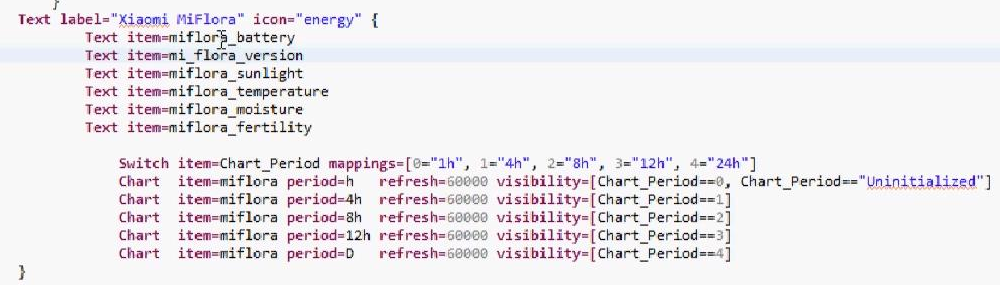 }
Text label="Xiaomi MiFlora" icon="energy" {
Text item=miflora_battery
Text item=mi_flora_version
Text item=miflora_sunlight
Text item=miflora_temperature
Text item=miflora_moisture
Text item=miflora_fertility
Switch item=Chart_Period mappings=[0="1h", 1="4h", 2="8h", 3="12h", 4="24h"]
Chart item=miflora period=h refresh=60000 visibility=[Chart_Period==0, Chart_Period=="Uninitialized"]
Chart item=miflora period=4h refresh=60000 visibility=[Chart_Period==1]
Chart item=miflora period=8h refresh=60000 visibility=[Chart_Period==2]
Chart item=miflora period=12h refresh=60000 visibility=[Chart_Period==3]
Chart item=miflora period=D refresh=60000 visibility=[Chart_Period==4]
}